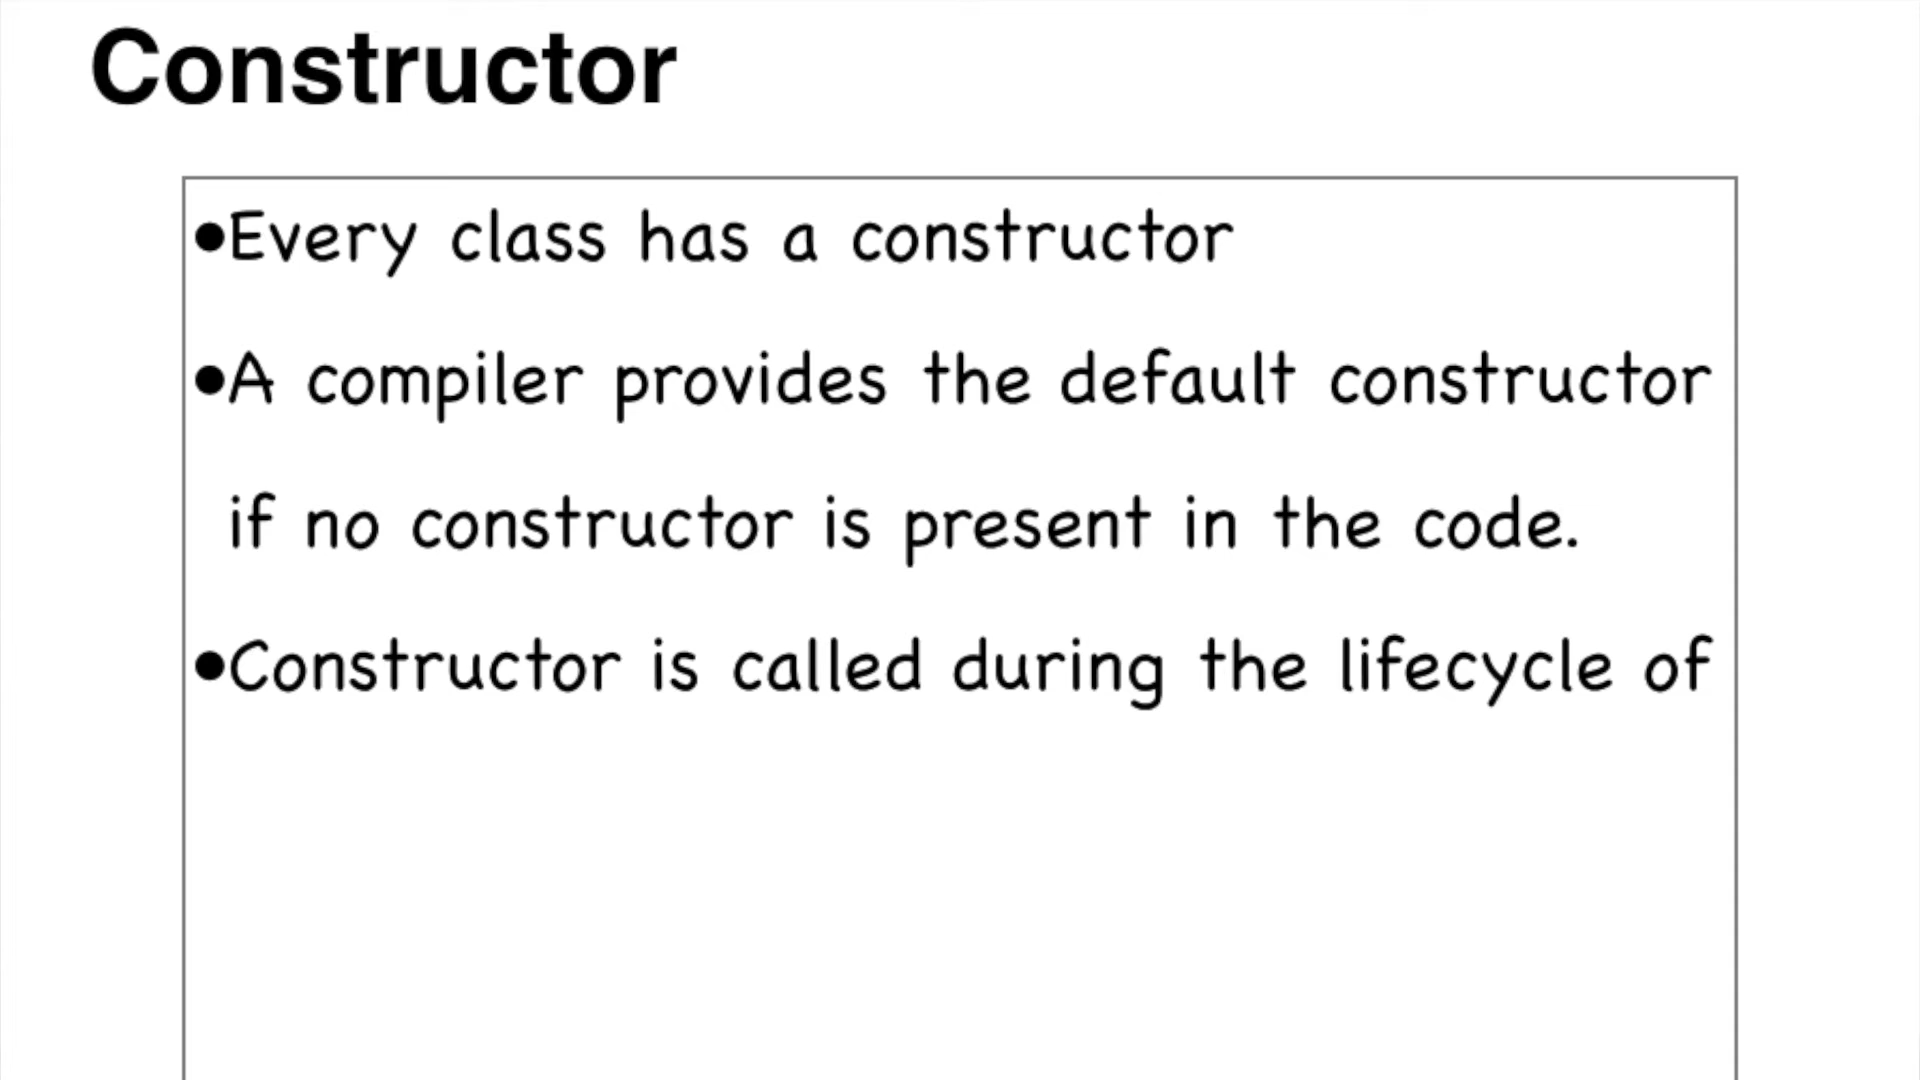 Constructor
•Every class has a constructor
•A compiler provides the default constructor
if no constructor is present in the code.
•Constructor is called during the lifecycle of